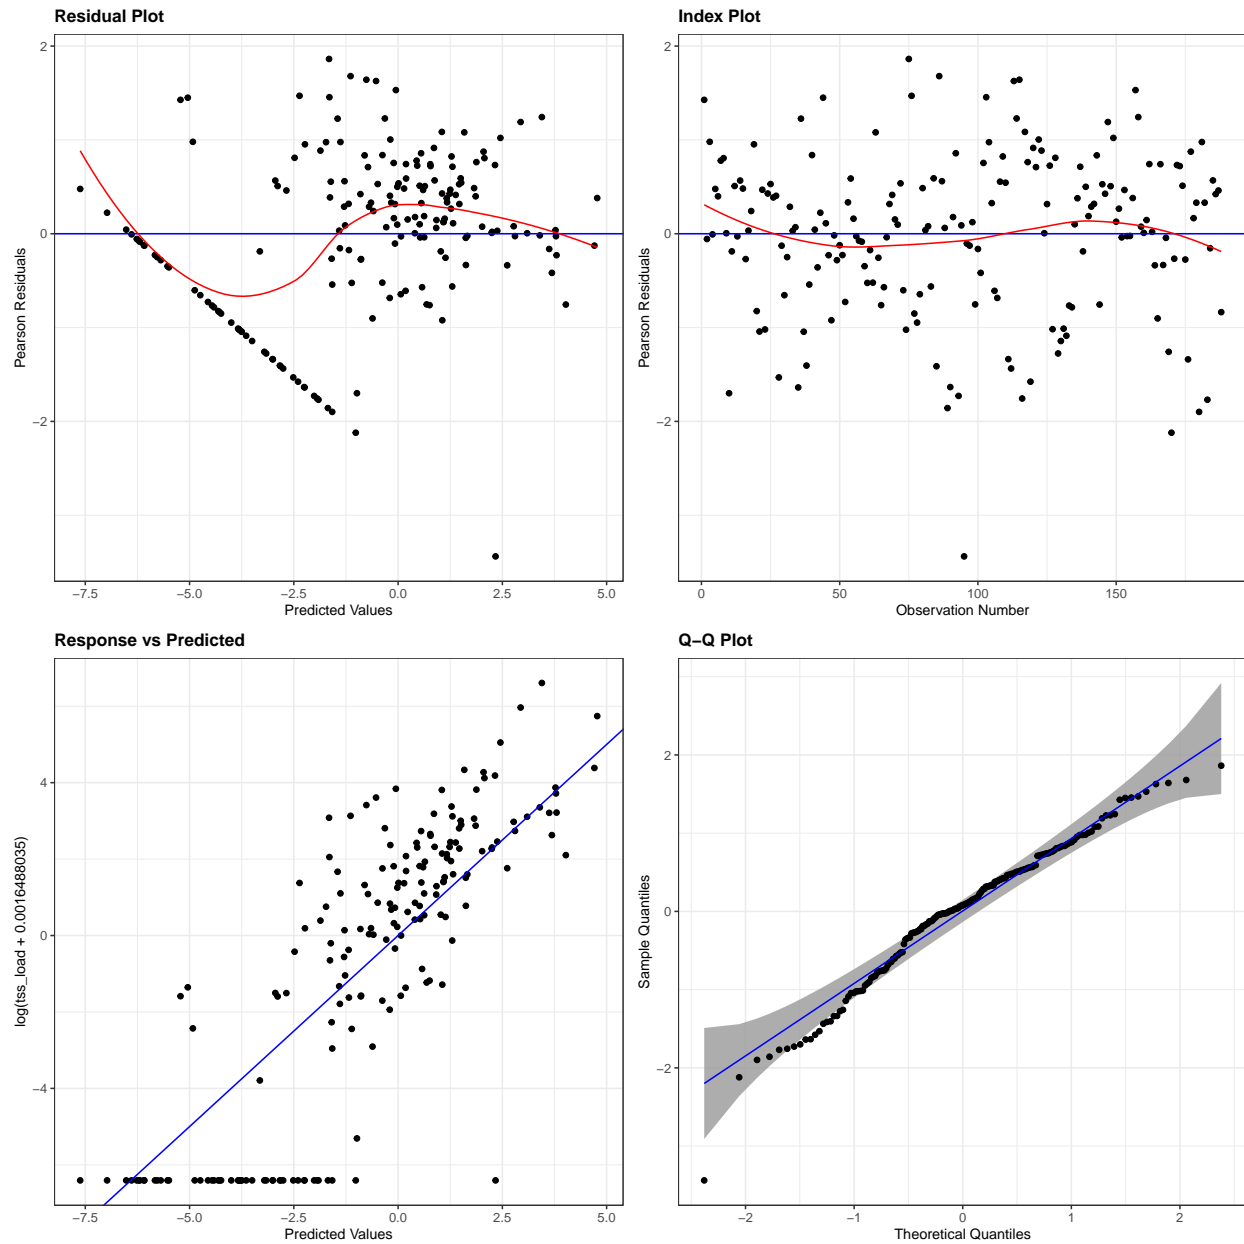 Residual Plot
Pearson Residuals
2
0
−2
−7.5 −5.0 −2.5 0.0 2.5 5.0
Predicted Values
Index Plot
Pearson Residuals
2
0
−2
0 50 100 150
Observation Number
Response vs Predicted
log(tss_load + 0.0016488035)
4
0
−4
−7.5 −5.0 −2.5 0.0 2.5 5.0
Predicted Values
Q−Q Plot
Sample Quantiles
2
0
−2
−2 −1 0 1 2
Theoretical Quantiles